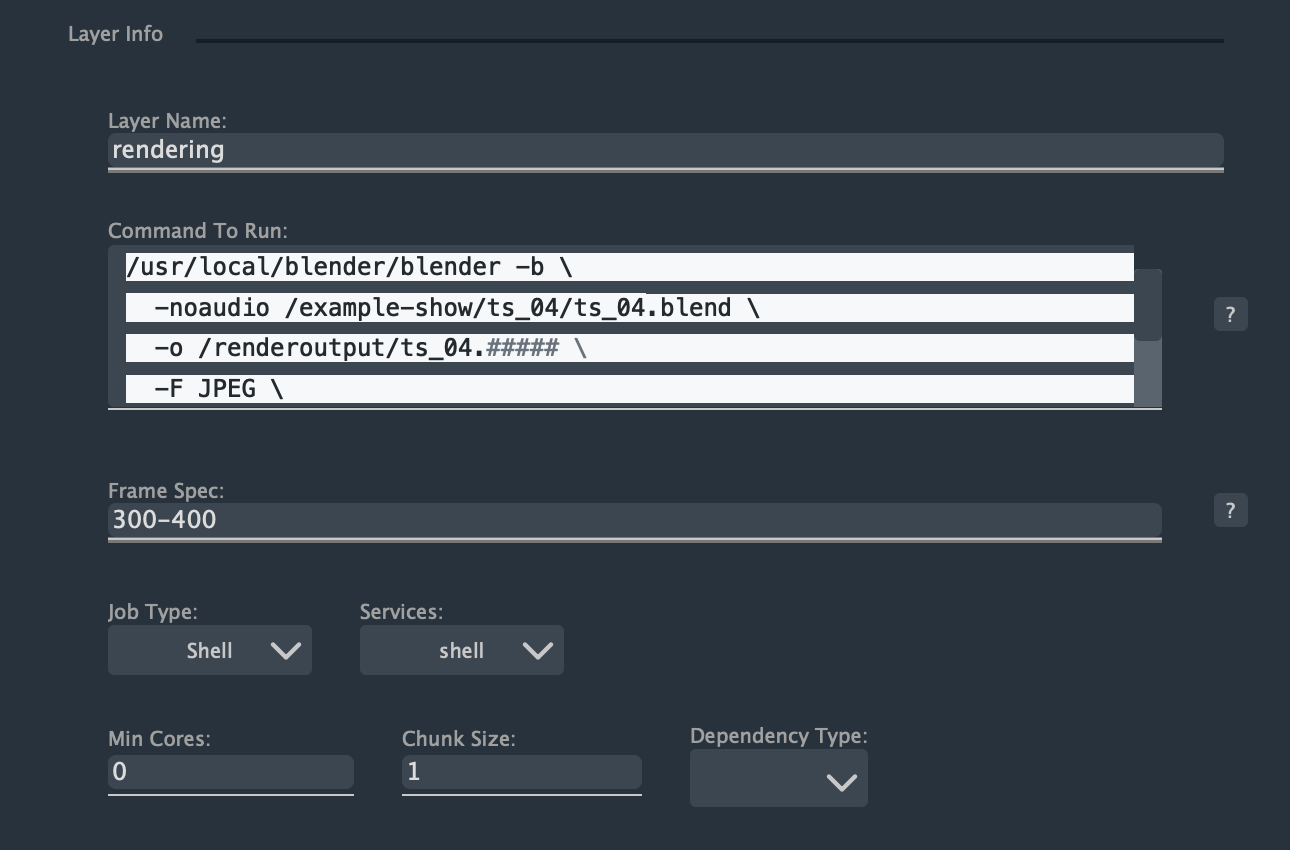 Layer Info
Layer Name:
rendering
Command To Run:
/usr/local/blender/blender -b \
-noaudio /example-show/ts_04/ts_04.blend \
-o /renderoutput/ts_04.##### \
-F JPEG \
?
Frame Spec:
300-400
?
Job Type: Services:
Shell shell
Min Cores: Chunk Size: Dependency Type:
0 1